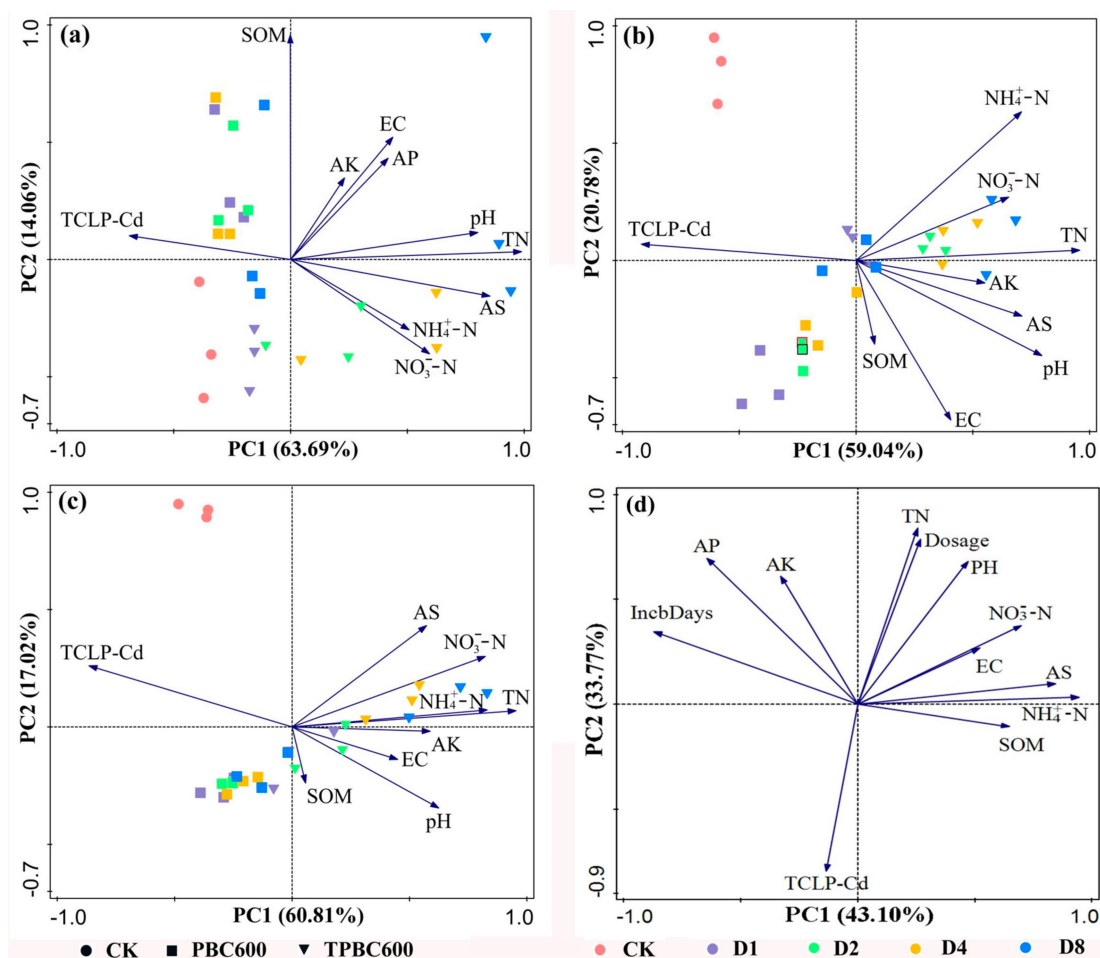 (a)
1.0
SOM
EC
AP
AK
TCLP-Cd
pH
TN
AS
NH₄⁺-N
NO₃⁻-N
PC2 (14.06%)
-0.7
-1.0
PC1 (63.69%)
1.0
(b)
1.0
NH₄⁺-N
NO₃⁻-N
TCLP-Cd
TN
AK
AS
SOM
pH
EC
PC2 (20.78%)
-0.7
-1.0
PC1 (59.04%)
1.0
(c)
1.0
AS
NO₃⁻-N
TCLP-Cd
NH₄⁺-N
TN
AK
EC
SOM
pH
PC2 (17.02%)
-0.7
-1.0
PC1 (60.81%)
1.0
(d)
1.0
TN
Dosage
AP
AK
PH
IncbDays
NO₃⁻-N
EC
AS
NH₄⁺-N
SOM
TCLP-Cd
PC2 (33.77%)
-0.9
-1.0
PC1 (43.10%)
1.0
CK PBC600 TPBC600 CK D1 D2 D4 D8